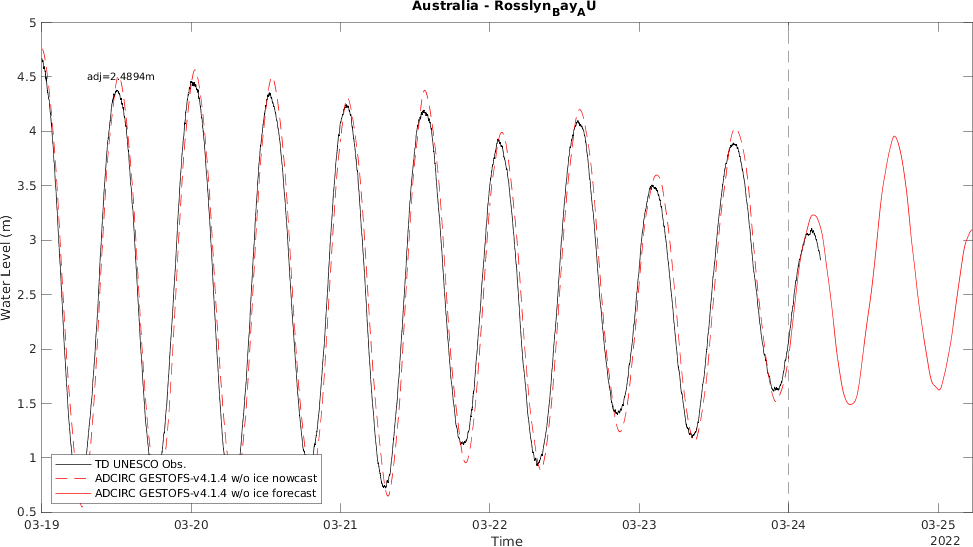 Australia - Rosslyn_Bay_AU
5
4.5
4
3.5
3
2.5
2
1.5
1
0.5
Water Level (m)
adj=2.4894m
TD UNESCO Obs.
ADCIRC GESTOFS-v4.1.4 w/o ice nowcast
ADCIRC GESTOFS-v4.1.4 w/o ice forecast
03-19 03-20 03-21 03-22 03-23 03-24 03-25
Time
2022